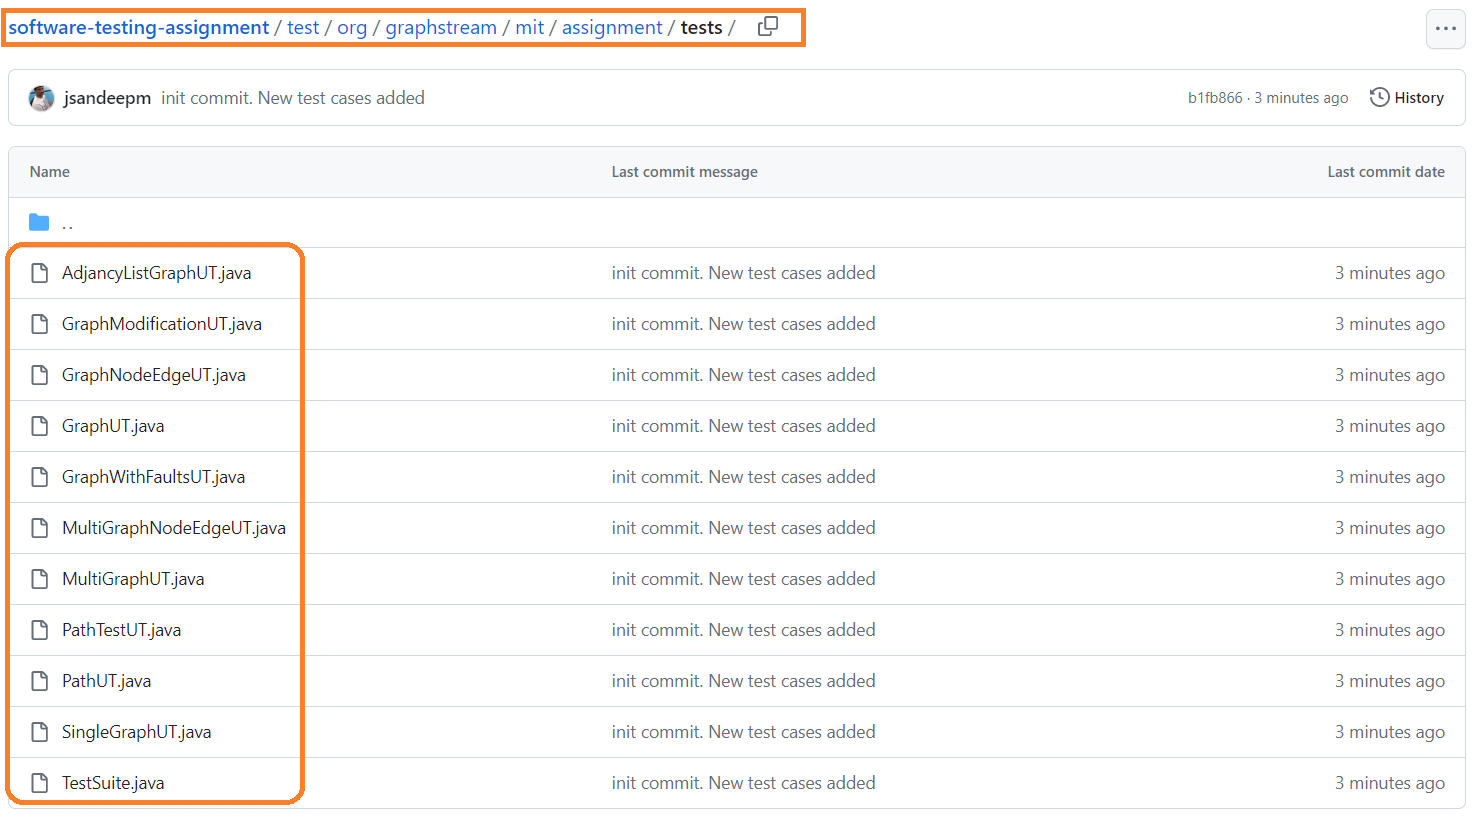 software-testing-assignment / test / org / graphstream / mit / assignment / tests /
jsandeepm init commit. New test cases added b1fb866 · 3 minutes ago History
Name Last commit message Last commit date
..
AdjancyListGraphUT.java init commit. New test cases added 3 minutes ago
GraphModificationUT.java init commit. New test cases added 3 minutes ago
GraphNodeEdgeUT.java init commit. New test cases added 3 minutes ago
GraphUT.java init commit. New test cases added 3 minutes ago
GraphWithFaultsUT.java init commit. New test cases added 3 minutes ago
MultiGraphNodeEdgeUT.java init commit. New test cases added 3 minutes ago
MultiGraphUT.java init commit. New test cases added 3 minutes ago
PathTestUT.java init commit. New test cases added 3 minutes ago
PathUT.java init commit. New test cases added 3 minutes ago
SingleGraphUT.java init commit. New test cases added 3 minutes ago
TestSuite.java init commit. New test cases added 3 minutes ago